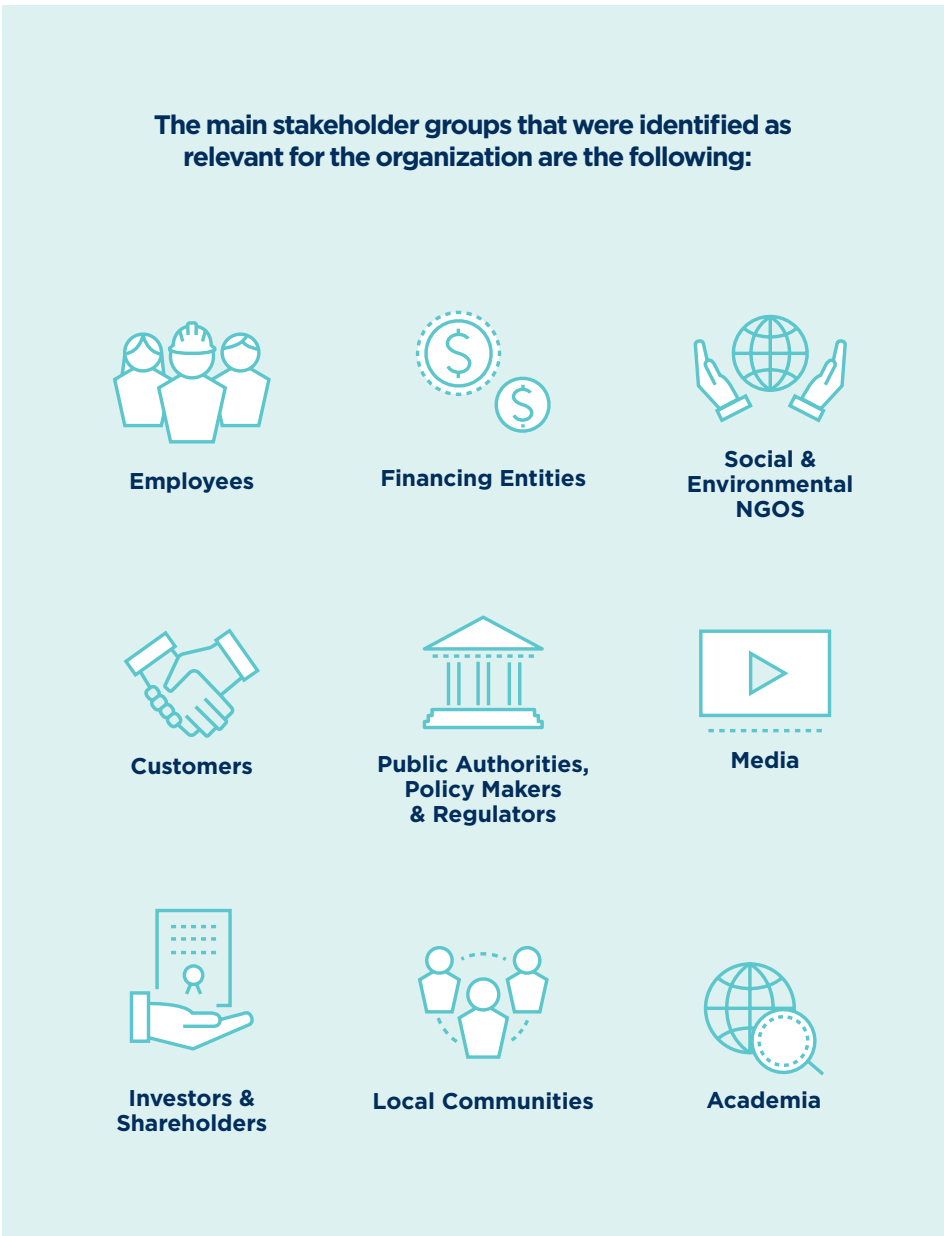 The main stakeholder groups that were identified as
relevant for the organization are the following:
Employees
Financing Entities
Social &
Environmental
NGOS
Customers
Public Authorities,
Policy Makers
& Regulators
Media
Investors &
Shareholders
Local Communities
Academia